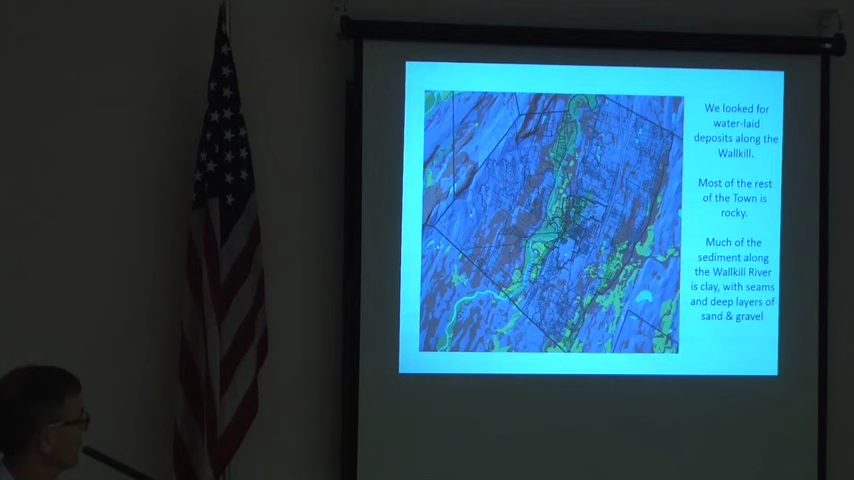 We looked for
water-laid
deposits along the
Wallkill.
Most of the rest
of the Town is
rocky.
Much of the
sediment along
the Wallkill River
is clay, with seams
and deep layers of
sand & gravel